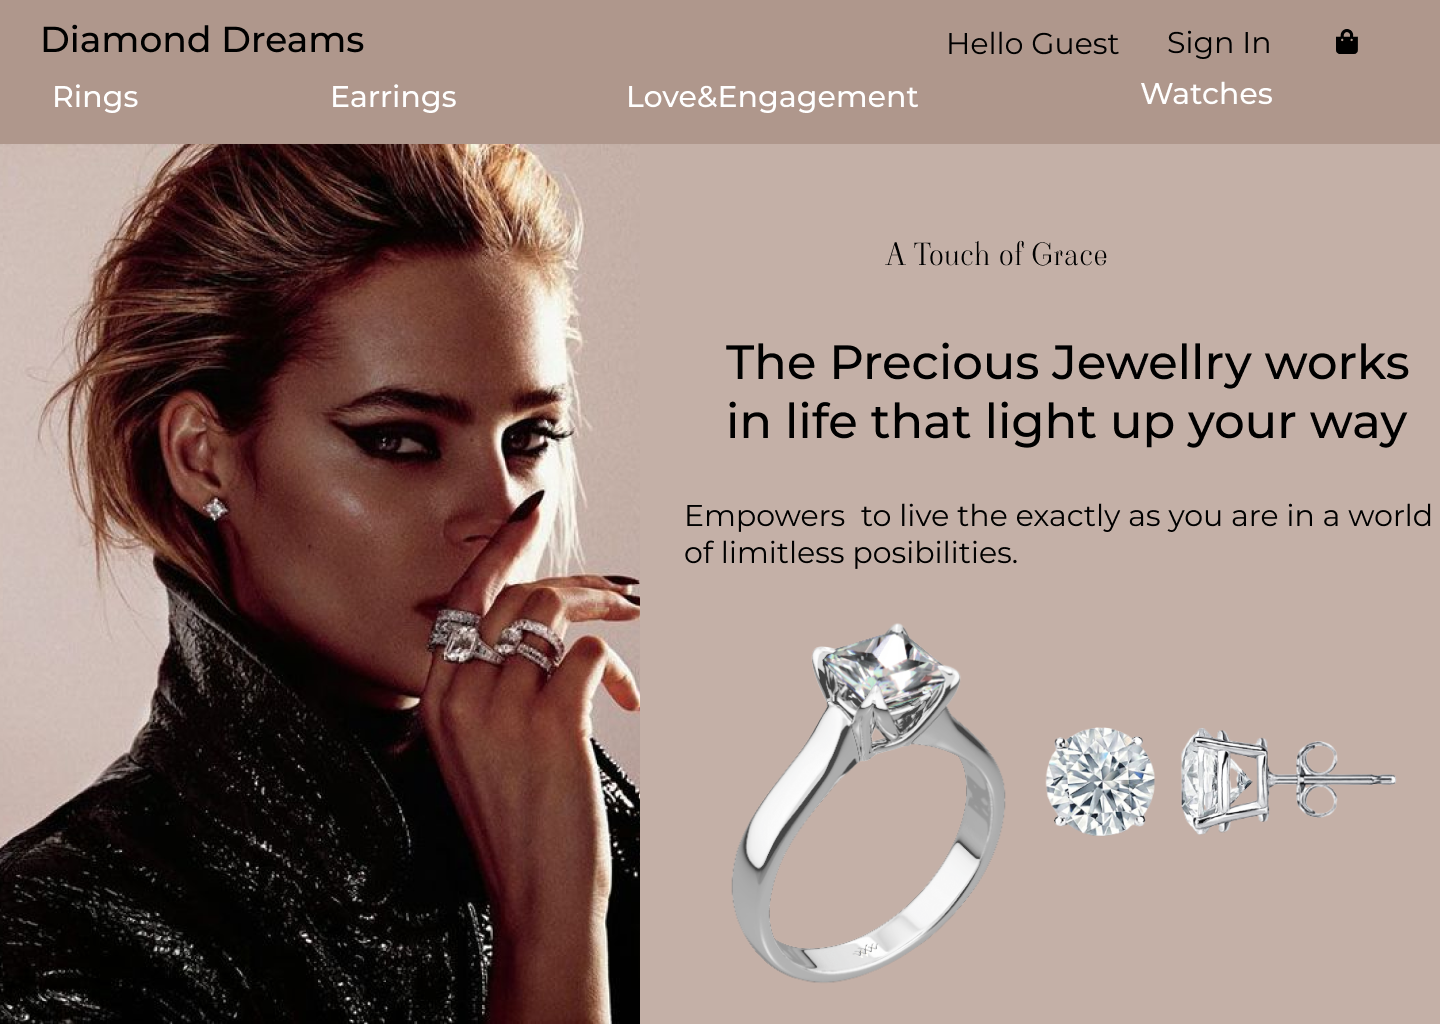 Diamond Dreams
Hello Guest
Sign In
Rings
Earrings
Love&Engagement
Watches
A Touch of Grace
The Precious Jewellry works
in life that light up your way
Empowers  to live the exactly as you are in a world
of limitless posibilities.